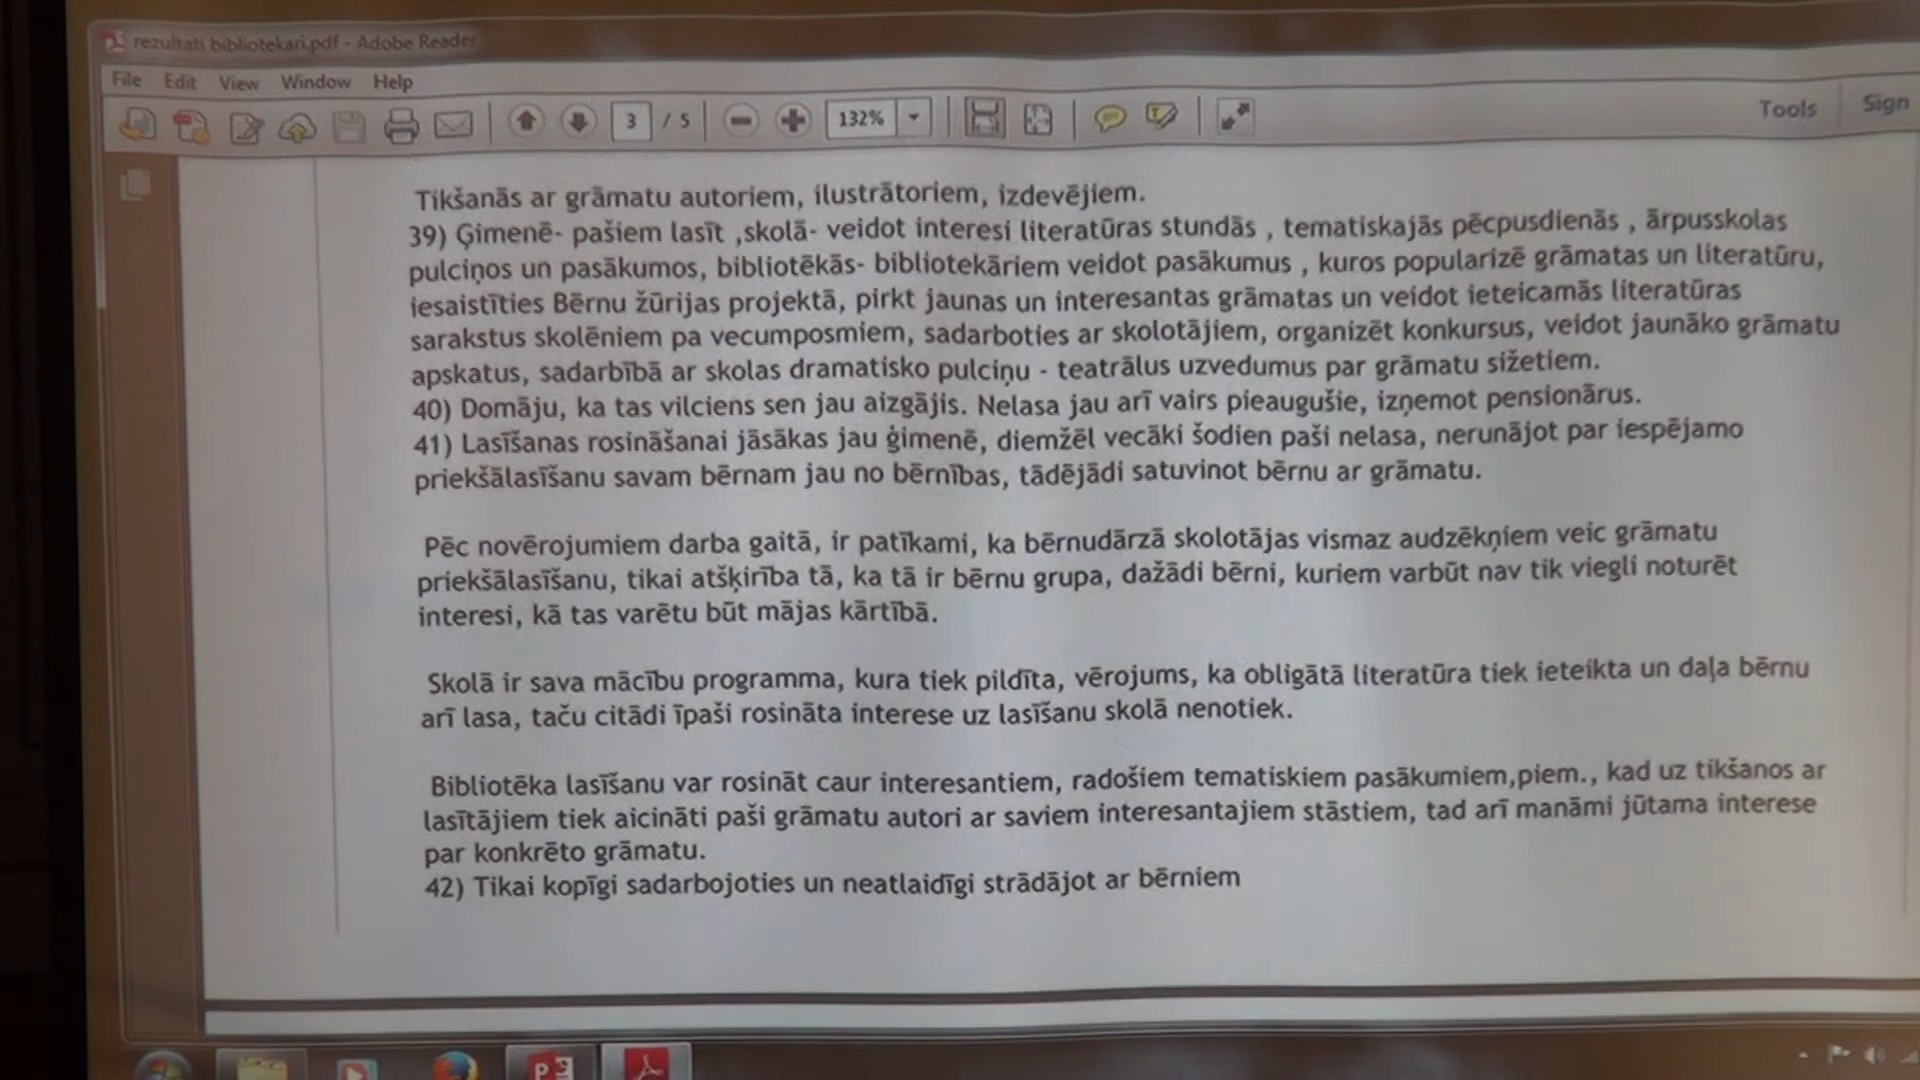 rezultati bibliotekari.pdf - Adobe Reader
File Edit View Window Help
3 / 5 132% Tools Sign
Tikšanās ar grāmatu autoriem, ilustrātoriem, izdevējiem.
39) Ģimenē- pašiem lasīt ,skolā- veidot interesi literatūras stundās , tematiskajās pēcpusdienās , ārpusskolas
pulciņos un pasākumos, bibliotēkās- bibliotekāriem veidot pasākumus , kuros popularizē grāmatas un literatūru,
iesaistīties Bērnu žūrijas projektā, pirkt jaunas un interesantas grāmatas un veidot ieteicamās literatūras
sarakstus skolēniem pa vecumposmiem, sadarboties ar skolotājiem, organizēt konkursus, veidot jaunāko grāmatu
apskatus, sadarbībā ar skolas dramatisko pulciņu - teatrālus uzvedumus par grāmatu sižetiem.
40) Domāju, ka tas vilciens sen jau aizgājis. Nelasa jau arī vairs pieaugušie, izņemot pensionārus.
41) Lasīšanas rosināšanai jāsākas jau ģimenē, diemžēl vecāki šodien paši nelasa, nerunājot par iespējamo
priekšālasīšanu savam bērnam jau no bērnības, tādējādi satuvinot bērnu ar grāmatu.
Pēc novērojumiem darba gaitā, ir patīkami, ka bērnudārzā skolotājas vismaz audzēkņiem veic grāmatu
priekšālasīšanu, tikai atšķirība tā, ka tā ir bērnu grupa, dažādi bērni, kuriem varbūt nav tik viegli noturēt
interesi, kā tas varētu būt mājas kārtībā.
Skolā ir sava mācību programma, kura tiek pildīta, vērojums, ka obligātā literatūra tiek ieteikta un daļa bērnu
arī lasa, taču citādi īpaši rosināta interese uz lasīšanu skolā nenotiek.
Bibliotēka lasīšanu var rosināt caur interesantiem, radošiem tematiskiem pasākumiem,piem., kad uz tikšanos ar
lasītājiem tiek aicināti paši grāmatu autori ar saviem interesantajiem stāstiem, tad arī manāmi jūtama interese
par konkrēto grāmatu.
42) Tikai kopīgi sadarbojoties un neatlaidīgi strādājot ar bērniem